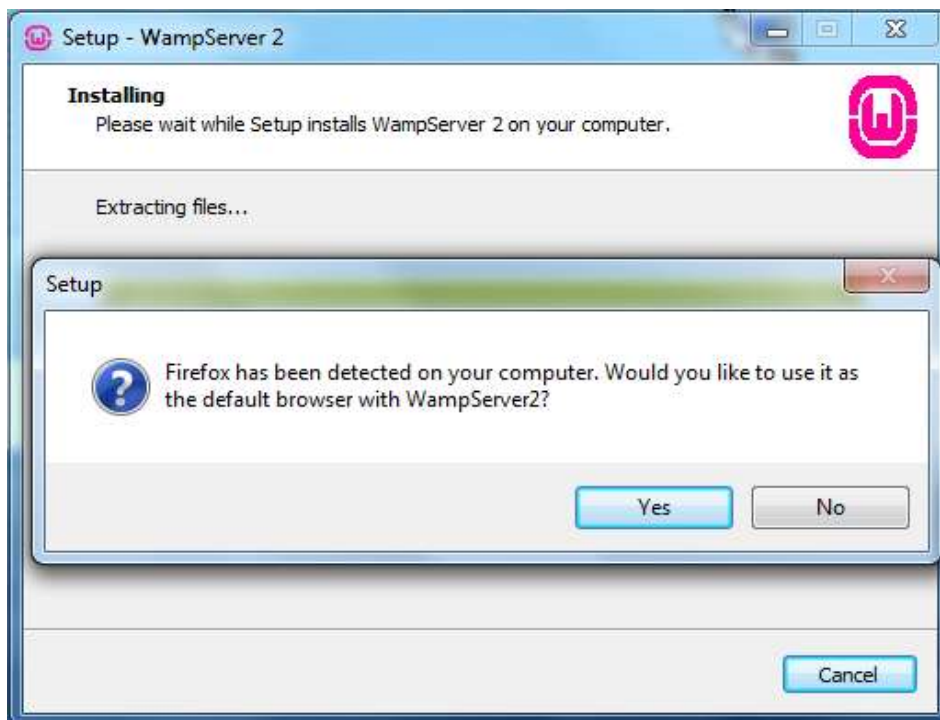 Setup - WampServer 2
Installing
Please wait while Setup installs WampServer 2 on your computer.
Extracting files...
Setup
Firefox has been detected on your computer. Would you like to use it as
the default browser with WampServer2?
Yes
No
Cancel